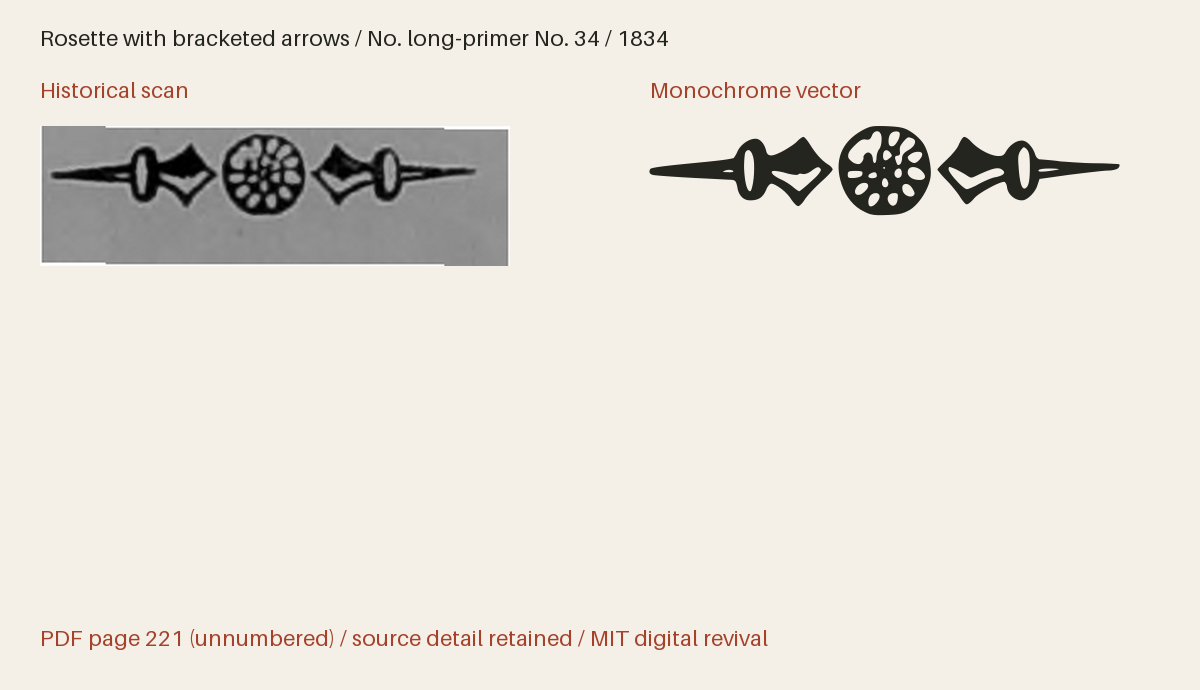 Rosette with bracketed arrows / No. long-primer No. 34 / 1834
Historical scan
Monochrome vector
PDF page 221 (unnumbered) / source detail retained / MIT digital revival